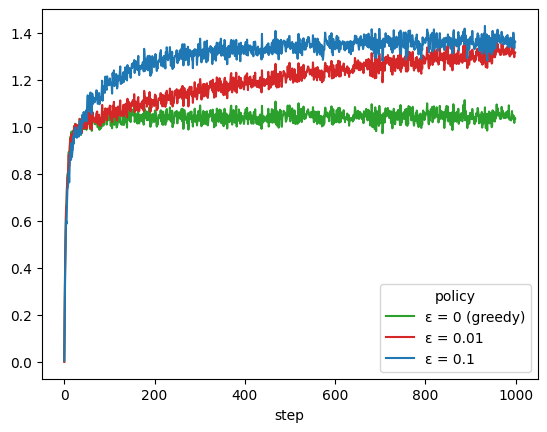 1.4
1.2
1.0
0.8
0.6
0.4
0.2
0.0
0 200 400 600 800 1000
step
policy
ε = 0 (greedy)
ε = 0.01
ε = 0.1